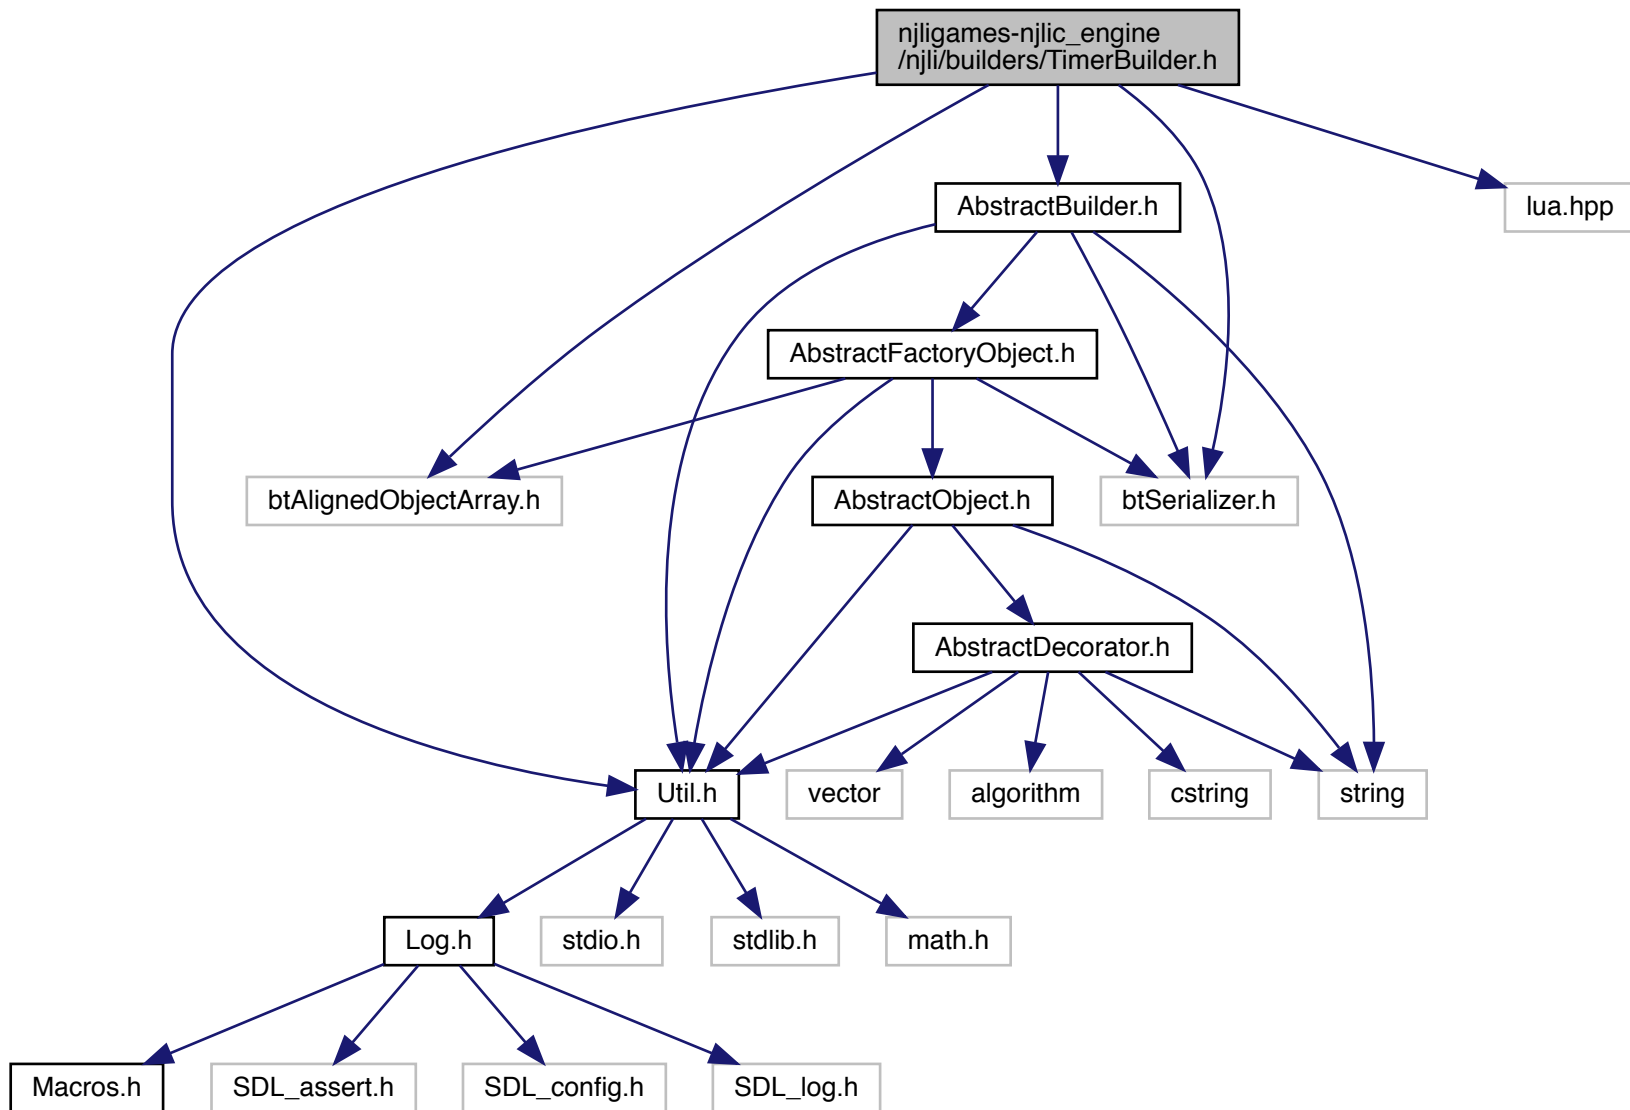 njligames-njlic_engine
/njli/builders/TimerBuilder.h
AbstractBuilder.h
lua.hpp
AbstractFactoryObject.h
btAlignedObjectArray.h
AbstractObject.h
btSerializer.h
AbstractDecorator.h
Util.h
vector
algorithm
cstring
string
Log.h
stdio.h
stdlib.h
math.h
Macros.h
SDL_assert.h
SDL_config.h
SDL_log.h